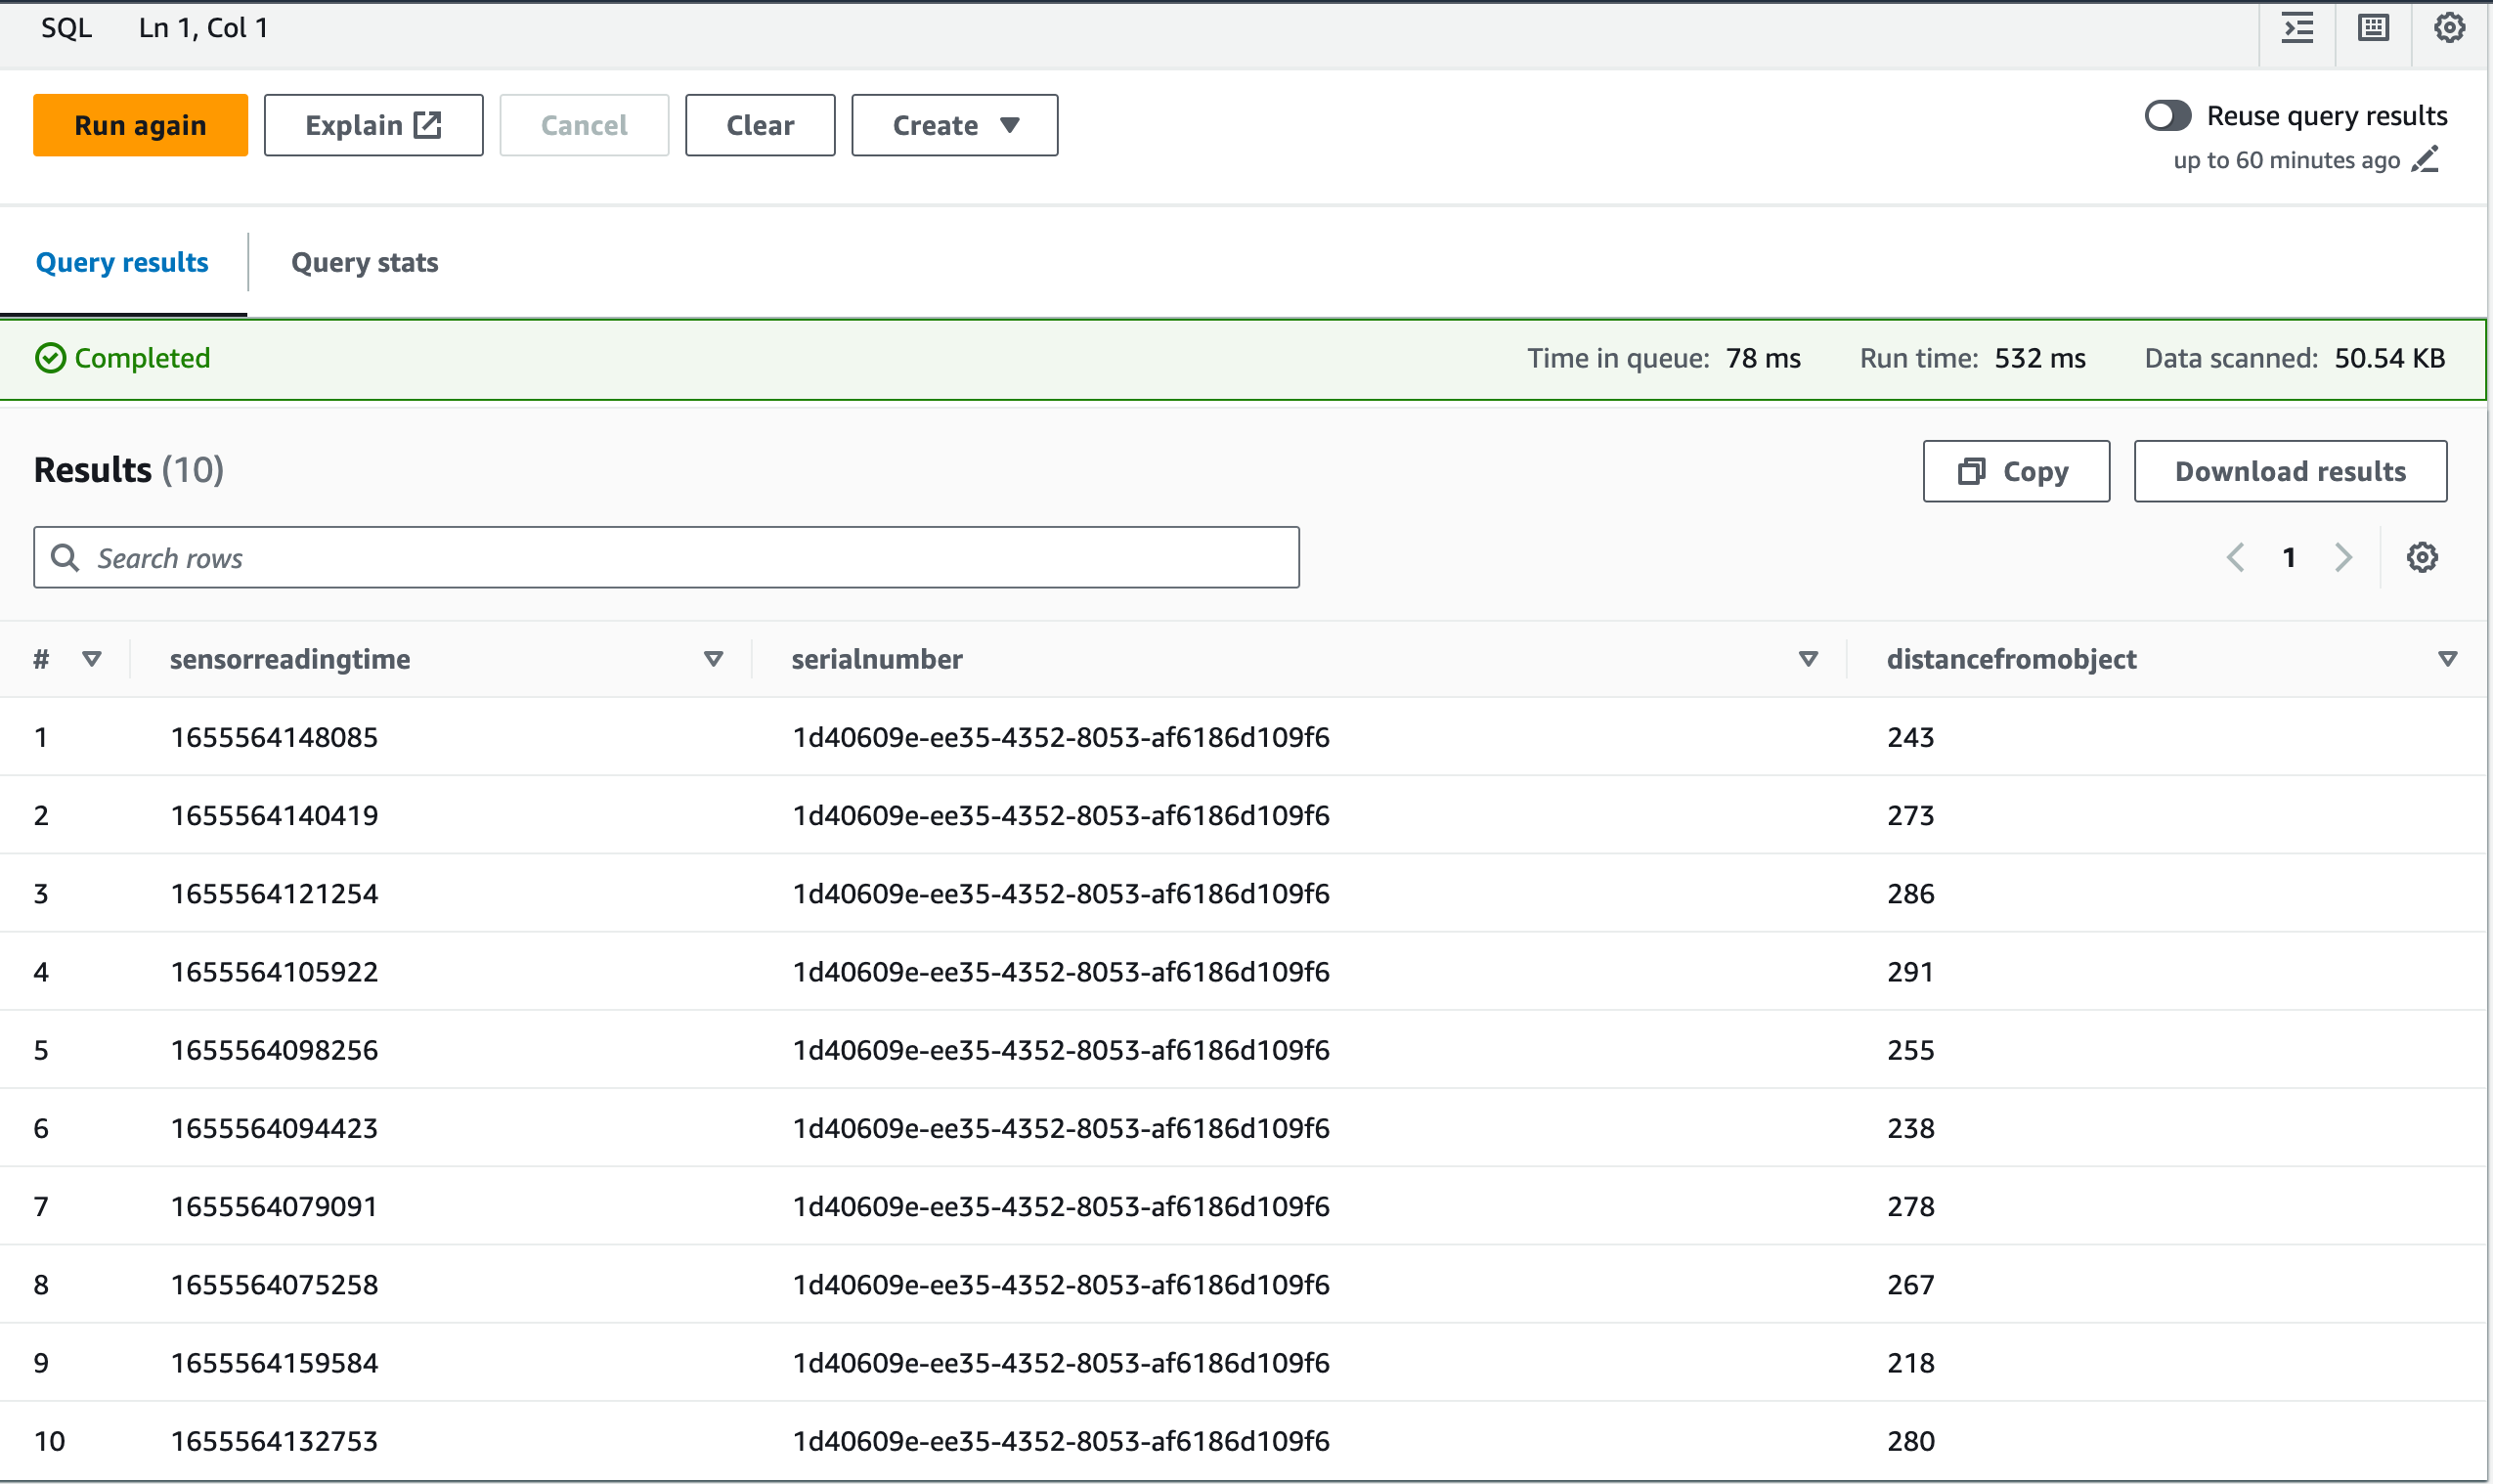 SQL Ln 1, Col 1
Run again Explain Cancel Clear Create Reuse query results
up to 60 minutes ago
Query results Query stats
Completed Time in queue: 78 ms Run time: 532 ms Data scanned: 50.54 KB
Results (10) Copy Download results
Search rows 1
# sensorreadingtime serialnumber distancefromobject
1 1655564148085 1d40609e-ee35-4352-8053-af6186d109f6 243
2 1655564140419 1d40609e-ee35-4352-8053-af6186d109f6 273
3 1655564121254 1d40609e-ee35-4352-8053-af6186d109f6 286
4 1655564105922 1d40609e-ee35-4352-8053-af6186d109f6 291
5 1655564098256 1d40609e-ee35-4352-8053-af6186d109f6 255
6 1655564094423 1d40609e-ee35-4352-8053-af6186d109f6 238
7 1655564079091 1d40609e-ee35-4352-8053-af6186d109f6 278
8 1655564075258 1d40609e-ee35-4352-8053-af6186d109f6 267
9 1655564159584 1d40609e-ee35-4352-8053-af6186d109f6 218
10 1655564132753 1d40609e-ee35-4352-8053-af6186d109f6 280